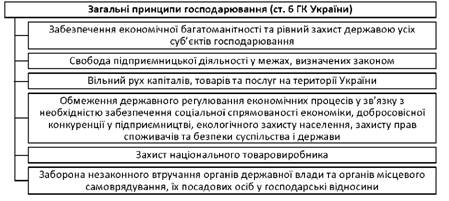 Загальні принципи господарювання (ст. 6 ГК України)
Забезпечення економічної багатоманітності та рівний захист державою усіх
суб'єктів господарювання
Свобода підприємницької діяльності у межах, визначених законом
Вільний рух капіталів, товарів та послуг на території України
Обмеження державного регулювання економічних процесів у зв'язку з
необхідністю забезпечення соціальної спрямованості економіки, добросовісної
конкуренції у підприємництві, екологічного захисту населення, захисту прав
споживачів та безпеки суспільства і держави
Захист національного товаровиробника
Заборона незаконного втручання органів державної влади та органів місцевого
самоврядування, їх посадових осіб у господарські відносини